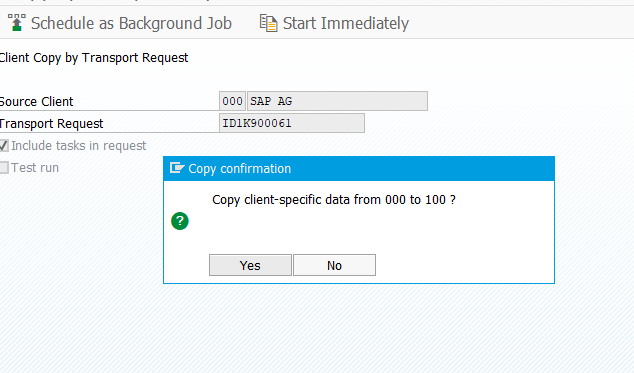 Schedule as Background Job Start Immediately
Client Copy by Transport Request
Source Client 000 SAP AG
Transport Request ID1K900061
Include tasks in request
Test run
Copy confirmation
Copy client-specific data from 000 to 100 ?
Yes No